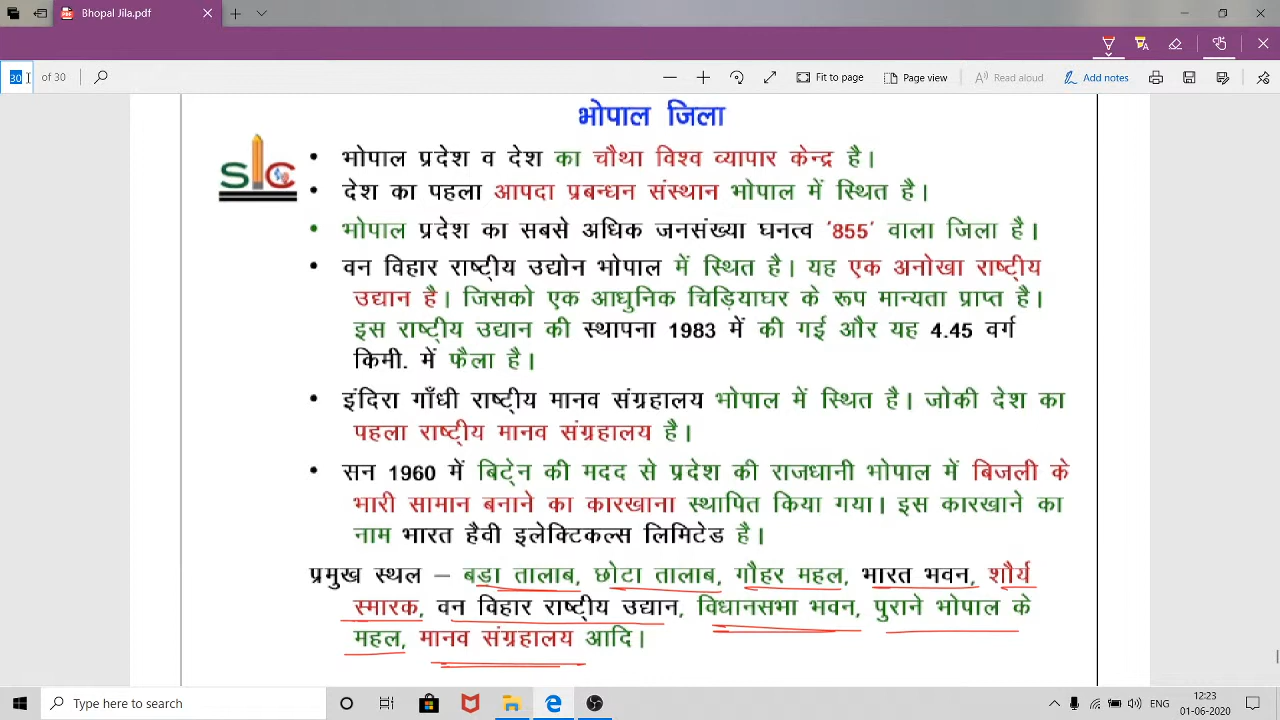 Bhopal Jila.pdf
30 of 30
Fit to page
Page view
Read aloud
Add notes
भोपाल जिला
SLC
• भोपाल प्रदेश व देश का चौथा विश्व व्यापार केन्द्र है।
• देश का पहला आपदा प्रबन्धन संस्थान भोपाल में स्थित है।
• भोपाल प्रदेश का सबसे अधिक जनसंख्या घनत्व '855' वाला जिला है।
• वन विहार राष्ट्रीय उद्योन भोपाल में स्थित है। यह एक अनोखा राष्ट्रीय
उद्यान है। जिसको एक आधुनिक चिड़ियाघर के रूप मान्यता प्राप्त है।
इस राष्ट्रीय उद्यान की स्थापना 1983 में की गई और यह 4.45 वर्ग
किमी. में फैला है।
• इंदिरा गाँधी राष्ट्रीय मानव संग्रहालय भोपाल में स्थित है। जोकी देश का
पहला राष्ट्रीय मानव संग्रहालय है।
• सन 1960 में बिट्रेन की मदद से प्रदेश की राजधानी भोपाल में बिजली के
भारी सामान बनाने का कारखाना स्थापित किया गया। इस कारखाने का
नाम भारत हैवी इलेक्टिकल्स लिमिटेड है।
प्रमुख स्थल – बड़ा तालाब, छोटा तालाब, गौहर महल, भारत भवन, शौर्य
स्मारक, वन विहार राष्ट्रीय उद्यान, विधानसभा भवन, पुराने भोपाल के
महल, मानव संग्रहालय आदि।
Type here to search
12:23
ENG
01-06-2020